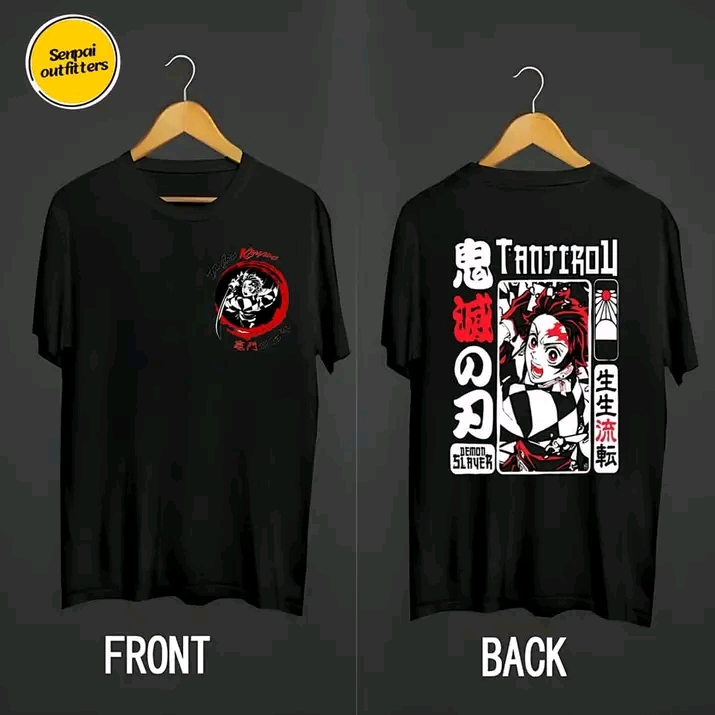 Senpai
outfitters
鬼滅の刃
TANJIROU
生生流転
DEMON
SLAYER
FRONT
BACK